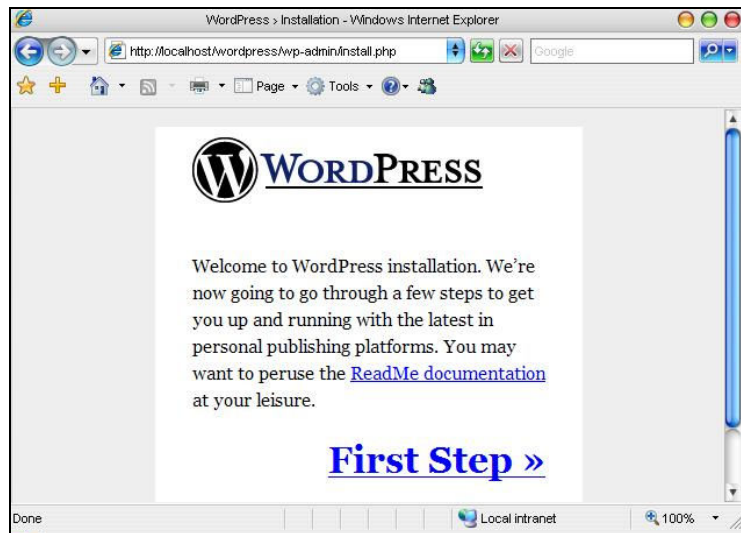 WordPress › Installation - Windows Internet Explorer
http://localhost/wordpress/wp-admin/install.php Google
Page Tools
WORDPRESS
Welcome to WordPress installation. We're
now going to go through a few steps to get
you up and running with the latest in
personal publishing platforms. You may
want to peruse the ReadMe documentation
at your leisure.
First Step »
Done Local intranet 100%